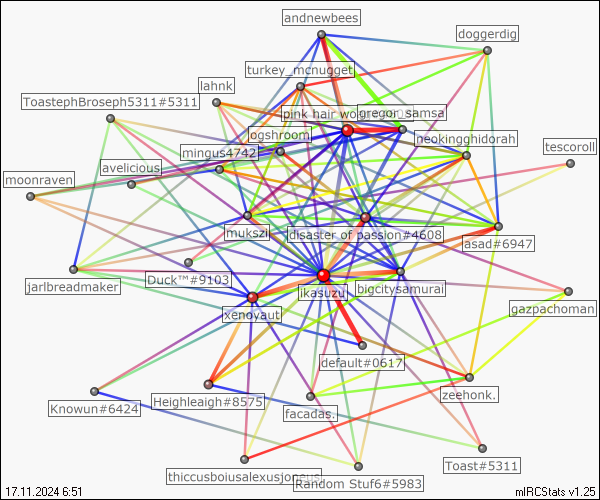 andnewbees
doggerdig
turkey_mcnugget
lahnk
ToastephBroseph5311#5311
pink hair wo
gregor_samsa
ogshroom
neokingghidorah
tescoroll
mingus4742
avelicious
moonraven
mukszi
disaster of passion#4608
asad#6947
Duck™#9103
jarlbreadmaker
ikasuzu
bigcitysamurai
gazpachoman
xenoyaut
default#0617
zeehonk.
Knowun#6424
Heighleaigh#8575
facadas.
Toast#5311
thiccusboiusalexusjoneus
Random Stuf6#5983
17.11.2024 6:51
mIRCStats v1.25